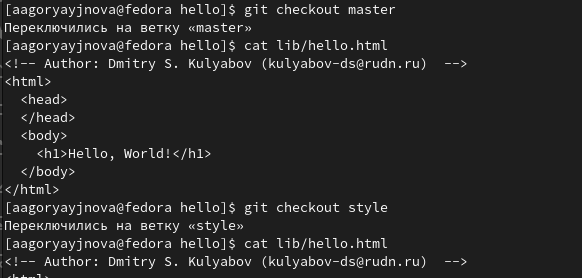 [aagoryayjnova@fedora hello]$ git checkout master
Переключились на ветку «master»
[aagoryayjnova@fedora hello]$ cat lib/hello.html
<!-- Author: Dmitry S. Kulyabov (kulyabov-ds@rudn.ru)  -->
<html>
  <head>
  </head>
  <body>
    <h1>Hello, World!</h1>
  </body>
</html>
[aagoryayjnova@fedora hello]$ git checkout style
Переключились на ветку «style»
[aagoryayjnova@fedora hello]$ cat lib/hello.html
<!-- Author: Dmitry S. Kulyabov (kulyabov-ds@rudn.ru)  -->
<html>